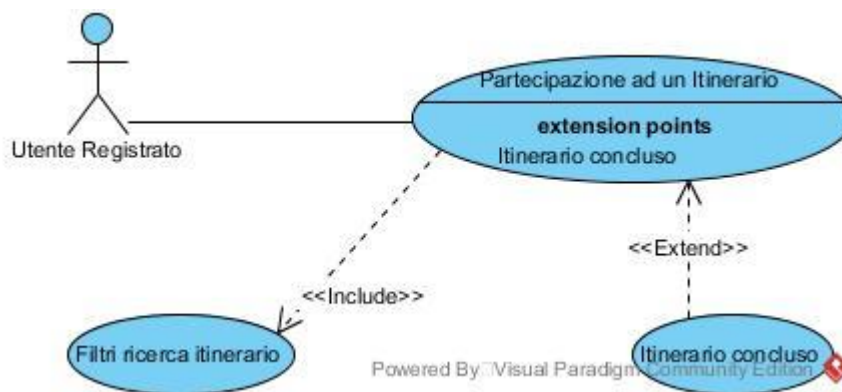 Partecipazione ad un Itinerario
extension points
Itinerario concluso
Utente Registrato
<<Extend>>
<<Include>>
Filtri ricerca itinerario
Itinerario concluso
Powered By Visual Paradigm Community Edition